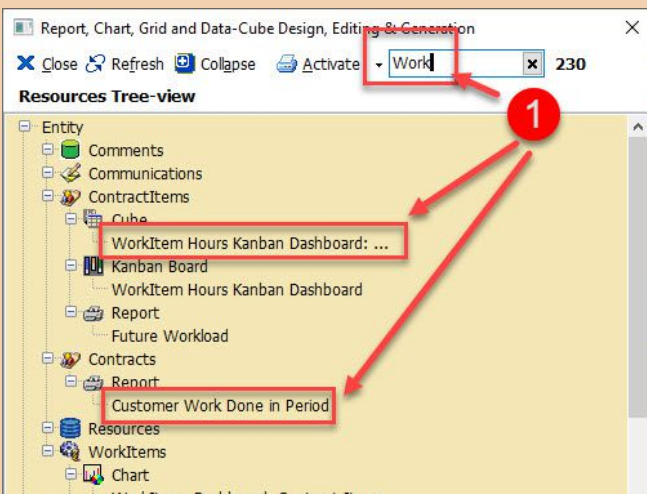 Report, Chart, Grid and Data-Cube Design, Editing & Generation
Close Refresh Collapse Activate Work 230
Resources Tree-view
1
Entity
Comments
Communications
ContractItems
Cube
WorkItem Hours Kanban Dashboard: ...
Kanban Board
WorkItem Hours Kanban Dashboard
Report
Future Workload
Contracts
Report
Customer Work Done in Period
Resources
WorkItems
Chart